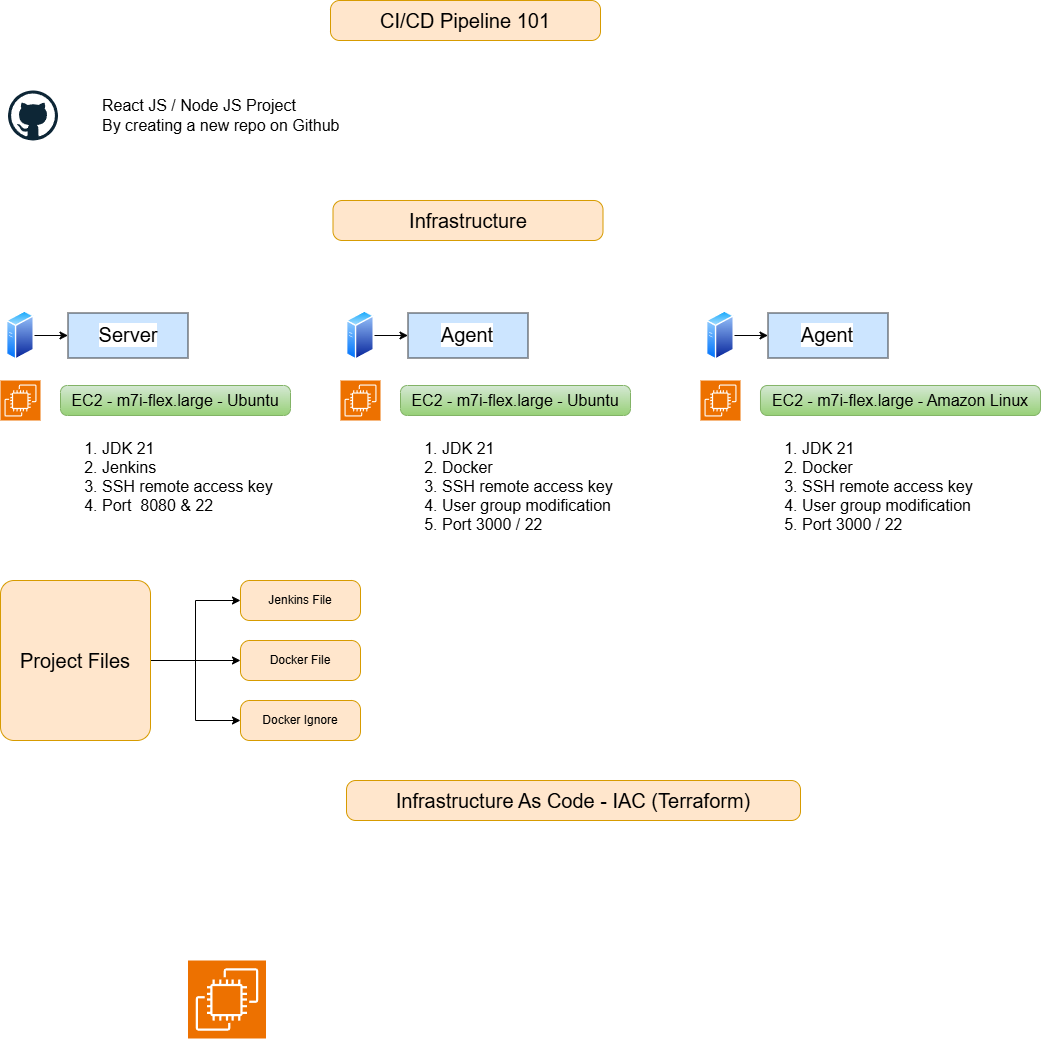 CI/CD Pipeline 101
React JS / Node JS Project
By creating a new repo on Github
Infrastructure
Server
Agent
Agent
EC2 - m7i-flex.large - Ubuntu
EC2 - m7i-flex.large - Ubuntu
EC2 - m7i-flex.large - Amazon Linux
1. JDK 21
2. Jenkins
3. SSH remote access key
4. Port  8080 & 22
1. JDK 21
2. Docker
3. SSH remote access key
4. User group modification
5. Port 3000 / 22
1. JDK 21
2. Docker
3. SSH remote access key
4. User group modification
5. Port 3000 / 22
Project Files
Jenkins File
Docker File
Docker Ignore
Infrastructure As Code - IAC (Terraform)